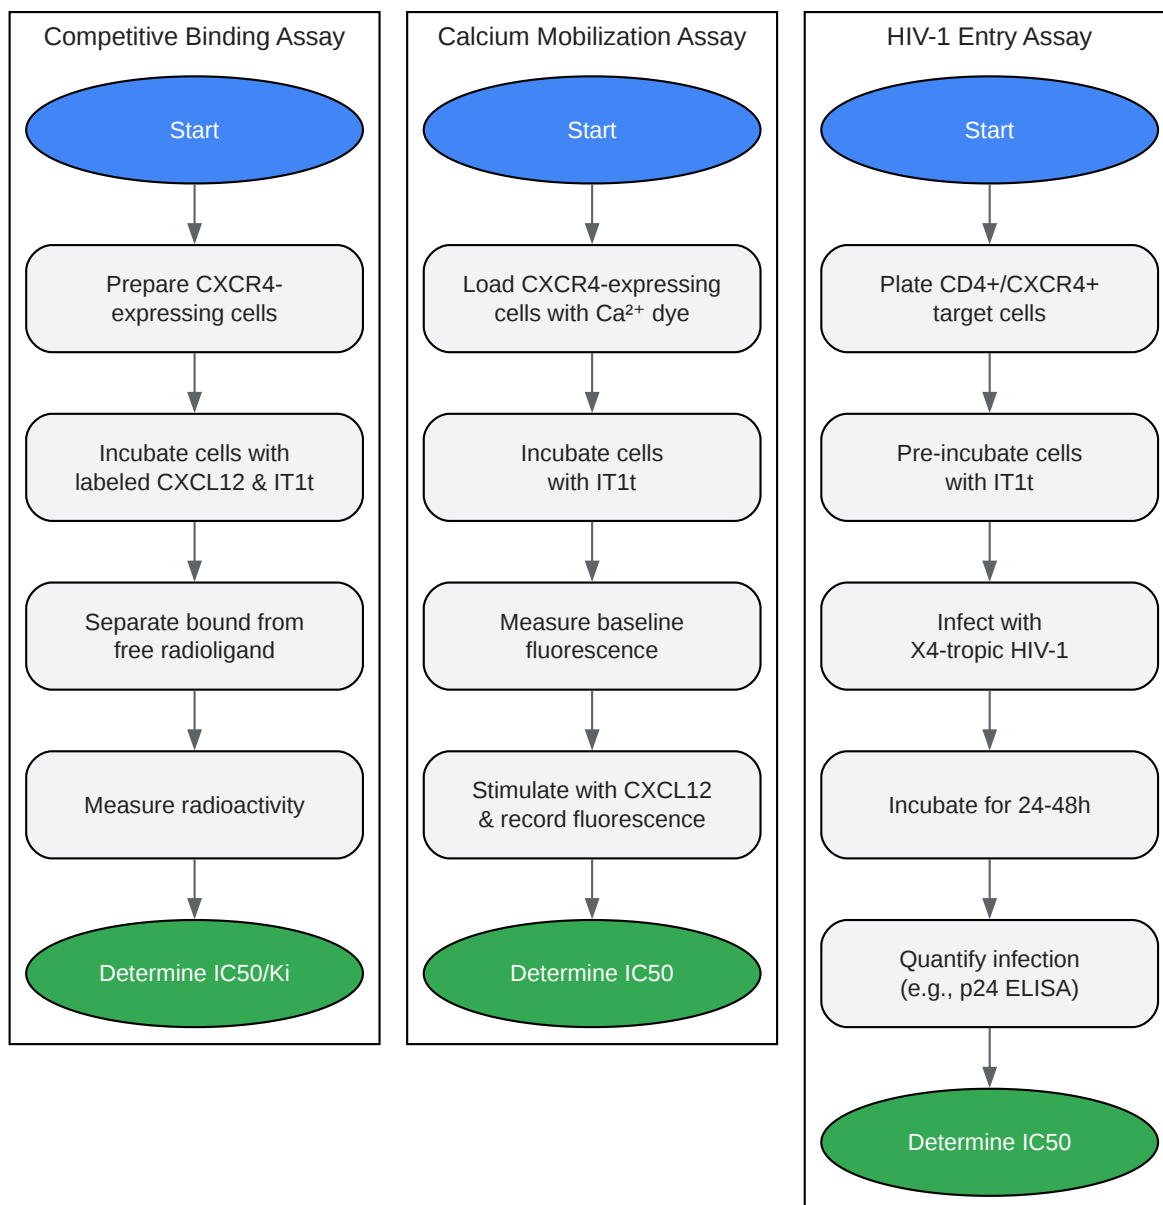 Competitive Binding Assay
Start
Prepare CXCR4-
expressing cells
Incubate cells with
labeled CXCL12 & IT1t
Separate bound from
free radioligand
Measure radioactivity
Determine IC50/Ki
Calcium Mobilization Assay
Start
Load CXCR4-expressing
cells with Ca²⁺ dye
Incubate cells
with IT1t
Measure baseline
fluorescence
Stimulate with CXCL12
& record fluorescence
Determine IC50
HIV-1 Entry Assay
Start
Plate CD4+/CXCR4+
target cells
Pre-incubate cells
with IT1t
Infect with
X4-tropic HIV-1
Incubate for 24-48h
Quantify infection
(e.g., p24 ELISA)
Determine IC50